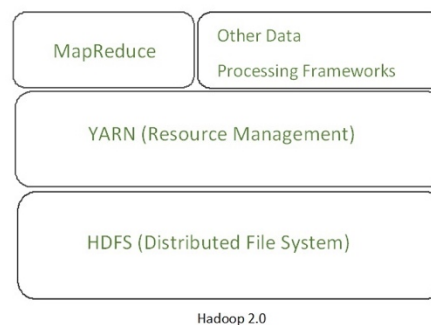 MapReduce
Other Data
Processing Frameworks
YARN (Resource Management)
HDFS (Distributed File System)
Hadoop 2.0